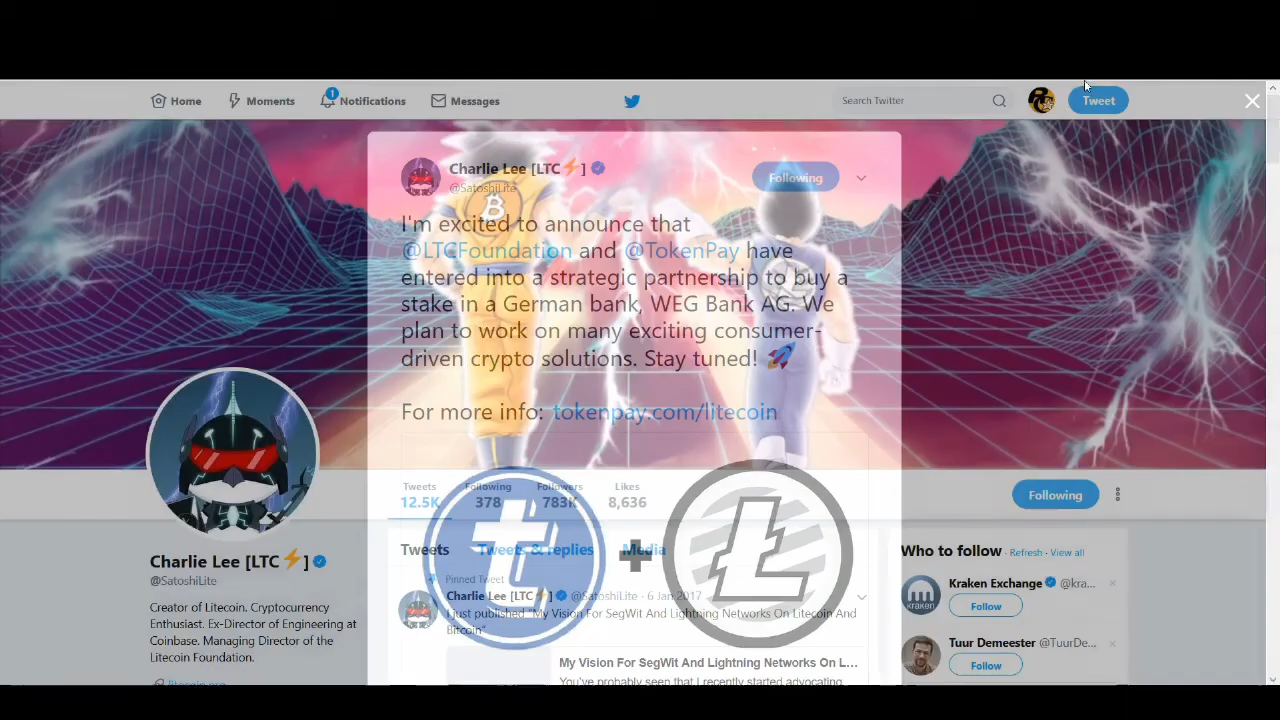 Home
Moments
1
Notifications
Messages
Search Twitter
Tweet
Charlie Lee [LTC⚡]
@SatoshiLite
Following
I'm excited to announce that
@LTCFoundation and @TokenPay have
entered into a strategic partnership to buy a
stake in a German bank, WEG Bank AG. We
plan to work on many exciting consumer-
driven crypto solutions. Stay tuned! 🚀
For more info: tokenpay.com/litecoin
Tweets Following Followers Likes
12.5K 378 783K 8,636
Following
Charlie Lee [LTC⚡]
@SatoshiLite
Creator of Litecoin. Cryptocurrency
Enthusiast. Ex-Director of Engineering at
Coinbase. Managing Director of the
Litecoin Foundation.
litecoin.org
Tweets Tweets & replies Media
Pinned Tweet
Charlie Lee [LTC⚡] @SatoshiLite · 6 Jan 2017
I just published “My Vision For SegWit And Lightning Networks On Litecoin And
Bitcoin”
My Vision For SegWit And Lightning Networks On L...
You've probably seen that I recently started advocating,
Who to follow · Refresh · View all
Kraken Exchange @kra...
Follow
Tuur Demeester @TuurDe...
Follow